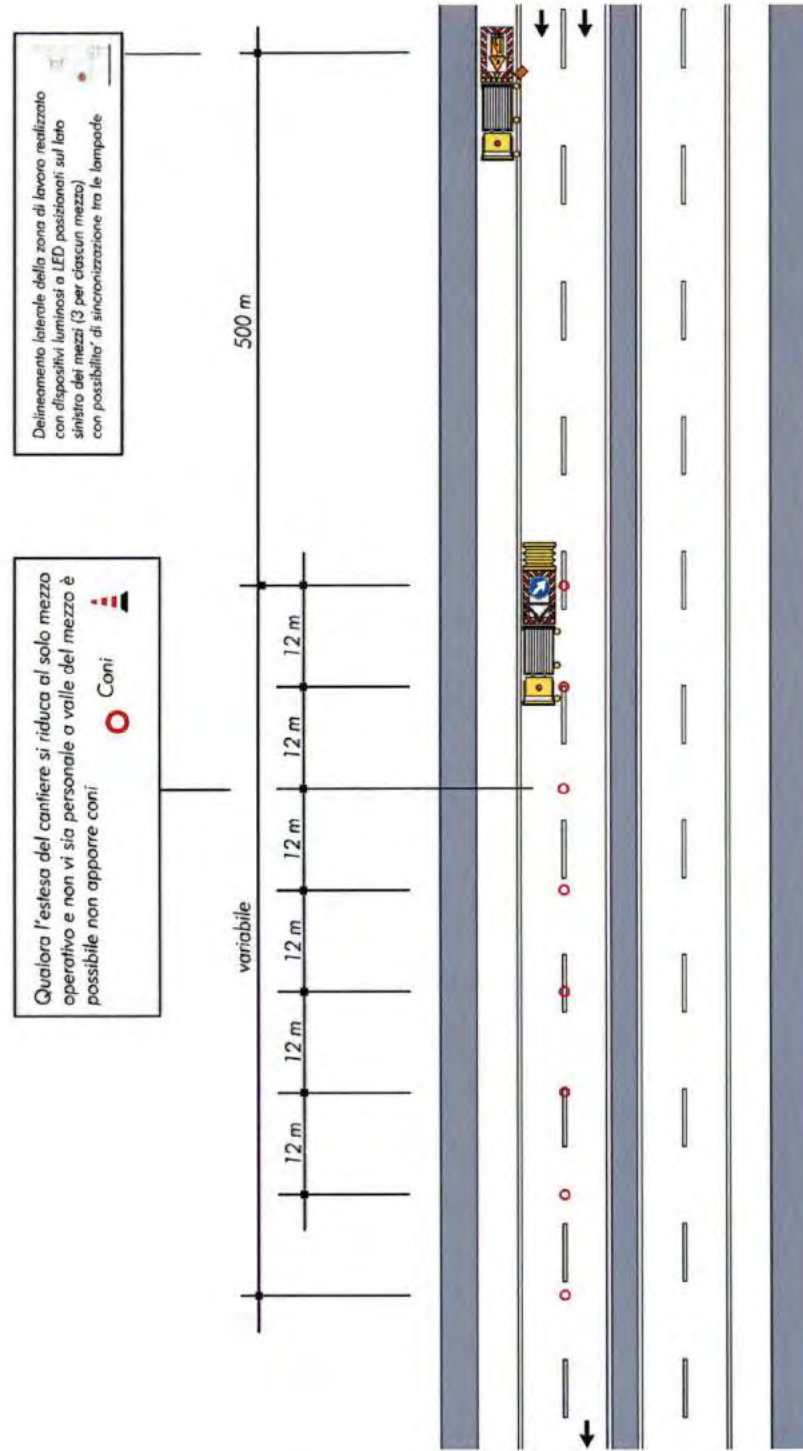 Delineamento laterale della zona di lavoro realizzato
con dispositivi luminosi a LED posizionati sul lato
sinistro dei mezzi (3 per ciascun mezzo)
con possibilita' di sincronizzazione tra le lampade
Qualora l'estesa del cantiere si riduca al solo mezzo
operativo e non vi sia personale a valle del mezzo è
possibile non apporre coni
Coni
500 m
variabile
12 m
12 m
12 m
12 m
12 m
12 m